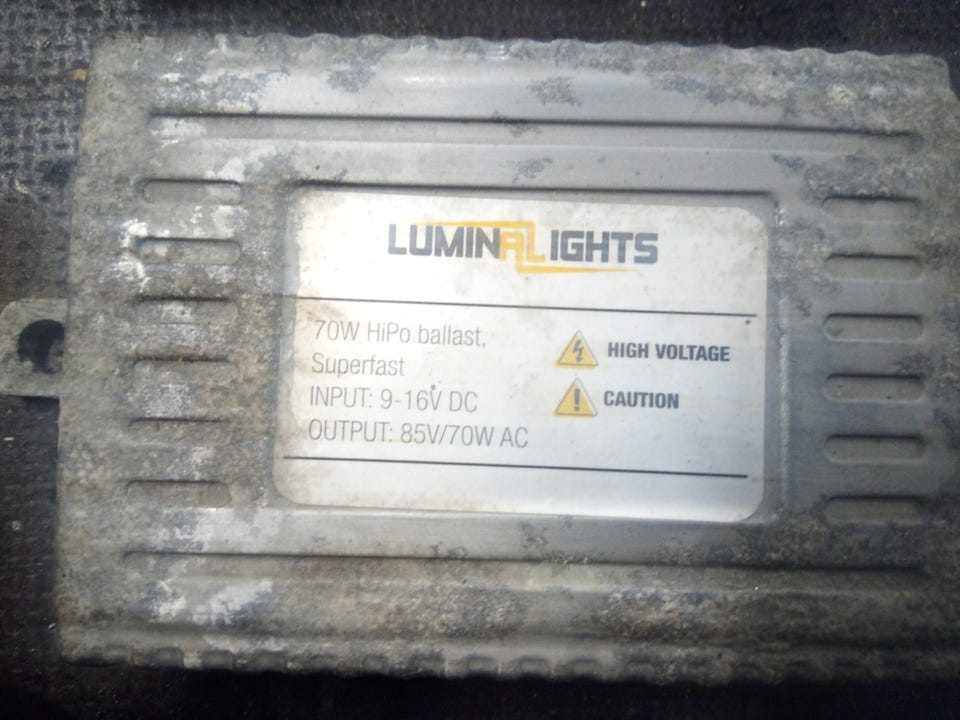 LUMINALIGHTS
70W HiPo ballast,
Superfast
INPUT: 9-16V DC
OUTPUT: 85V/70W AC
HIGH VOLTAGE
CAUTION